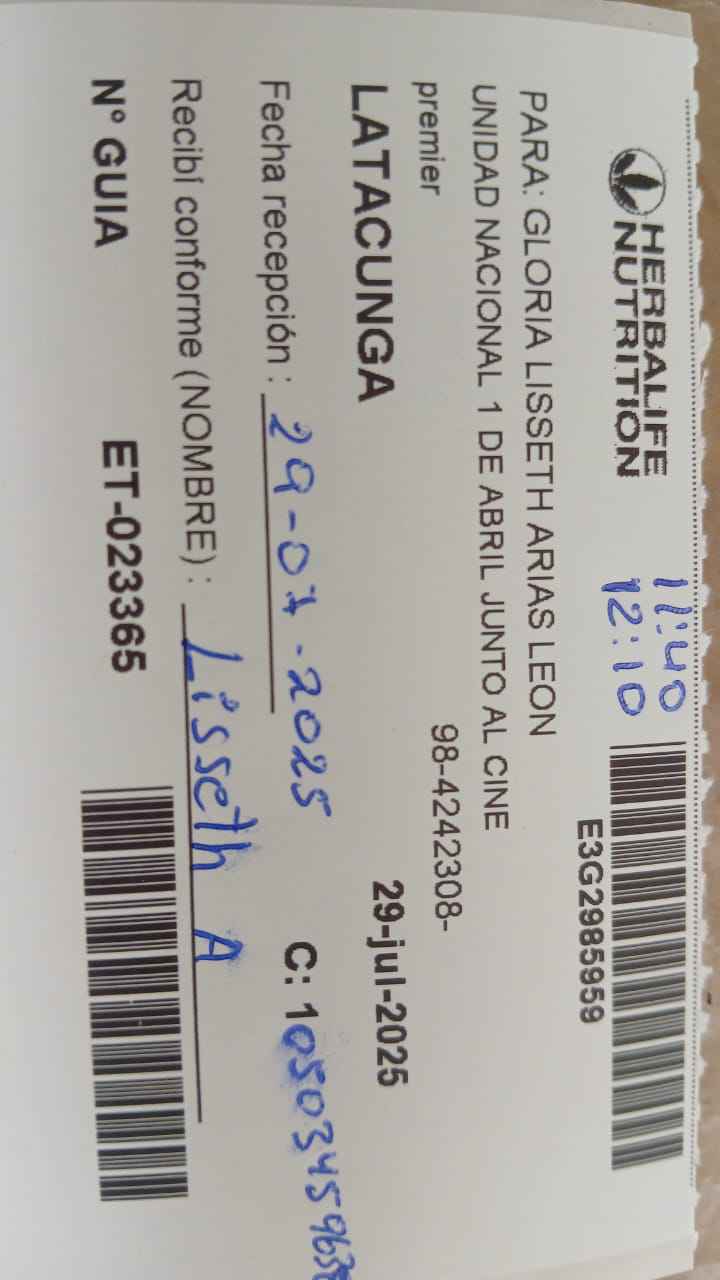 HERBALIFE
NUTRITION
11:40
12:10
E3G2985959
PARA: GLORIA LISSETH ARIAS LEON
UNIDAD NACIONAL 1 DE ABRIL JUNTO AL CINE
premier
98-4242308-
LATACUNGA
29-jul-2025
Fecha recepción : 29-07-2025
C: 1
Recibí conforme (NOMBRE) : Lisseth A
N° GUIA
ET-023365